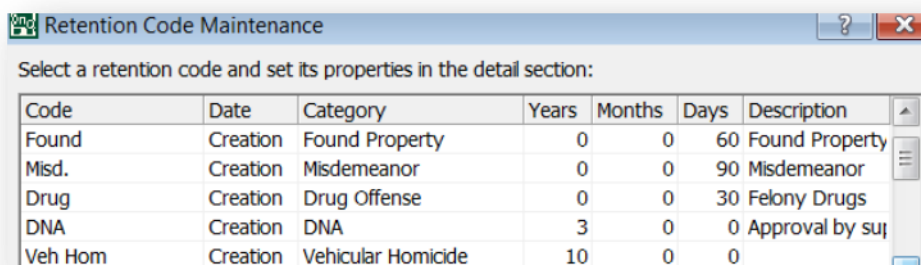 Retention Code Maintenance
Select a retention code and set its properties in the detail section:
Code Date Category Years Months Days Description
Found Creation Found Property 0 0 60 Found Property
Misd. Creation Misdemeanor 0 0 90 Misdemeanor
Drug Creation Drug Offense 0 0 30 Felony Drugs
DNA Creation DNA 3 0 0 Approval by
Veh Hom Creation Vehicular Homicide 10 0 0